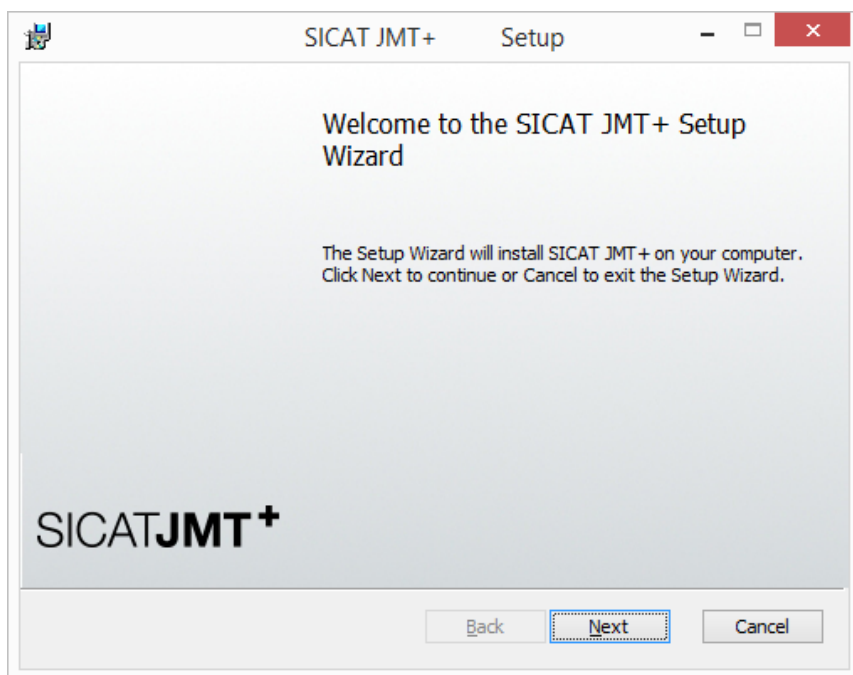 SICAT JMT+ Setup
Welcome to the SICAT JMT+ Setup
Wizard
The Setup Wizard will install SICAT JMT+ on your computer.
Click Next to continue or Cancel to exit the Setup Wizard.
SICATJMT+
Back Next Cancel